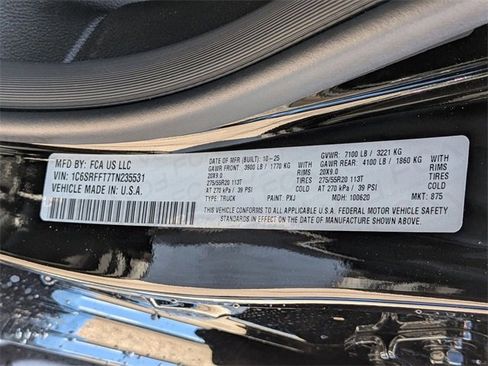 MFD BY: FCA US LLC
VIN: 1C6SRFFT7TN235531
VEHICLE MADE IN: U.S.A.
DATE OF MFR (BUILT): 10-25
GAWR FRONT: 3900 LB / 1770 KG
20X9.0
275/55R20 113T
AT 270 kPa / 39 PSI
TYPE: TRUCK PAINT: PXJ
GVWR: 7100 LB / 3221 KG
GAWR REAR: 4100 LB / 1860 KG
RIMS 20X9.0 RIMS
TIRES 275/55R20 113T TIRES
AT 270 kPa / 39 PSI
MDH: 100620 MKT: 875
THIS VEHICLE CONFORMS TO ALL APPLICABLE U.S.A. FEDERAL MOTOR VEHICLE SAFETY
STANDARDS IN EFFECT ON THE DATE OF MANUFACTURE SHOWN ABOVE